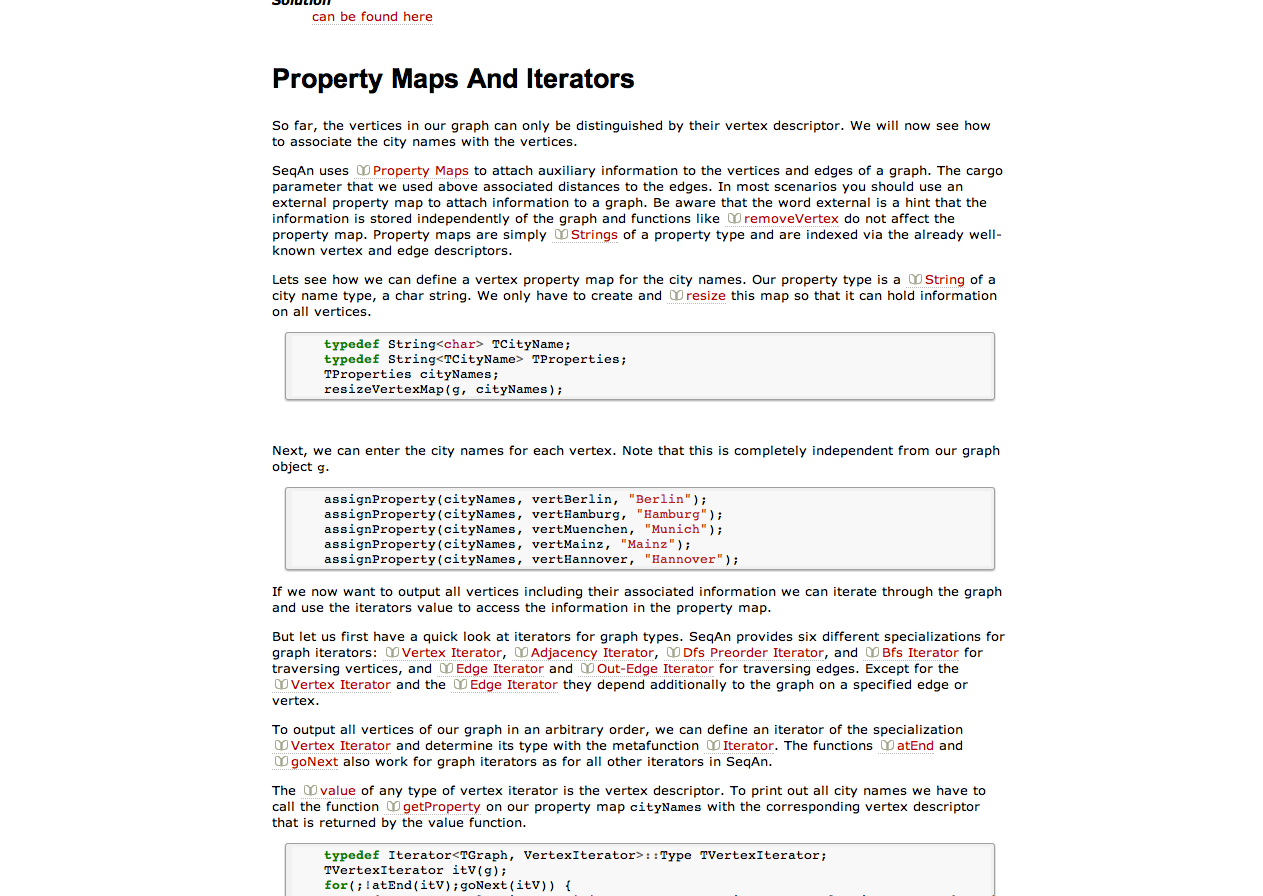 Solution
can be found here
Property Maps And Iterators
So far, the vertices in our graph can only be distinguished by their vertex descriptor. We will now see how
to associate the city names with the vertices.
SeqAn uses Property Maps to attach auxiliary information to the vertices and edges of a graph. The cargo
parameter that we used above associated distances to the edges. In most scenarios you should use an
external property map to attach information to a graph. Be aware that the word external is a hint that the
information is stored independently of the graph and functions like removeVertex do not affect the
property map. Property maps are simply Strings of a property type and are indexed via the already well-
known vertex and edge descriptors.
Lets see how we can define a vertex property map for the city names. Our property type is a String of a
city name type, a char string. We only have to create and resize this map so that it can hold information
on all vertices.
typedef String<char> TCityName;
typedef String<TCityName> TProperties;
TProperties cityNames;
resizeVertexMap(g, cityNames);
Next, we can enter the city names for each vertex. Note that this is completely independent from our graph
object g.
assignProperty(cityNames, vertBerlin, "Berlin");
assignProperty(cityNames, vertHamburg, "Hamburg");
assignProperty(cityNames, vertMuenchen, "Munich");
assignProperty(cityNames, vertMainz, "Mainz");
assignProperty(cityNames, vertHannover, "Hannover");
If we now want to output all vertices including their associated information we can iterate through the graph
and use the iterators value to access the information in the property map.
But let us first have a quick look at iterators for graph types. SeqAn provides six different specializations for
graph iterators: Vertex Iterator, Adjacency Iterator, Dfs Preorder Iterator, and Bfs Iterator for
traversing vertices, and Edge Iterator and Out-Edge Iterator for traversing edges. Except for the
Vertex Iterator and the Edge Iterator they depend additionally to the graph on a specified edge or
vertex.
To output all vertices of our graph in an arbitrary order, we can define an iterator of the specialization
Vertex Iterator and determine its type with the metafunction Iterator. The functions atEnd and
goNext also work for graph iterators as for all other iterators in SeqAn.
The value of any type of vertex iterator is the vertex descriptor. To print out all city names we have to
call the function getProperty on our property map cityNames with the corresponding vertex descriptor
that is returned by the value function.
typedef Iterator<TGraph, VertexIterator>::Type TVertexIterator;
TVertexIterator itV(g);
for(;!atEnd(itV);goNext(itV)) {